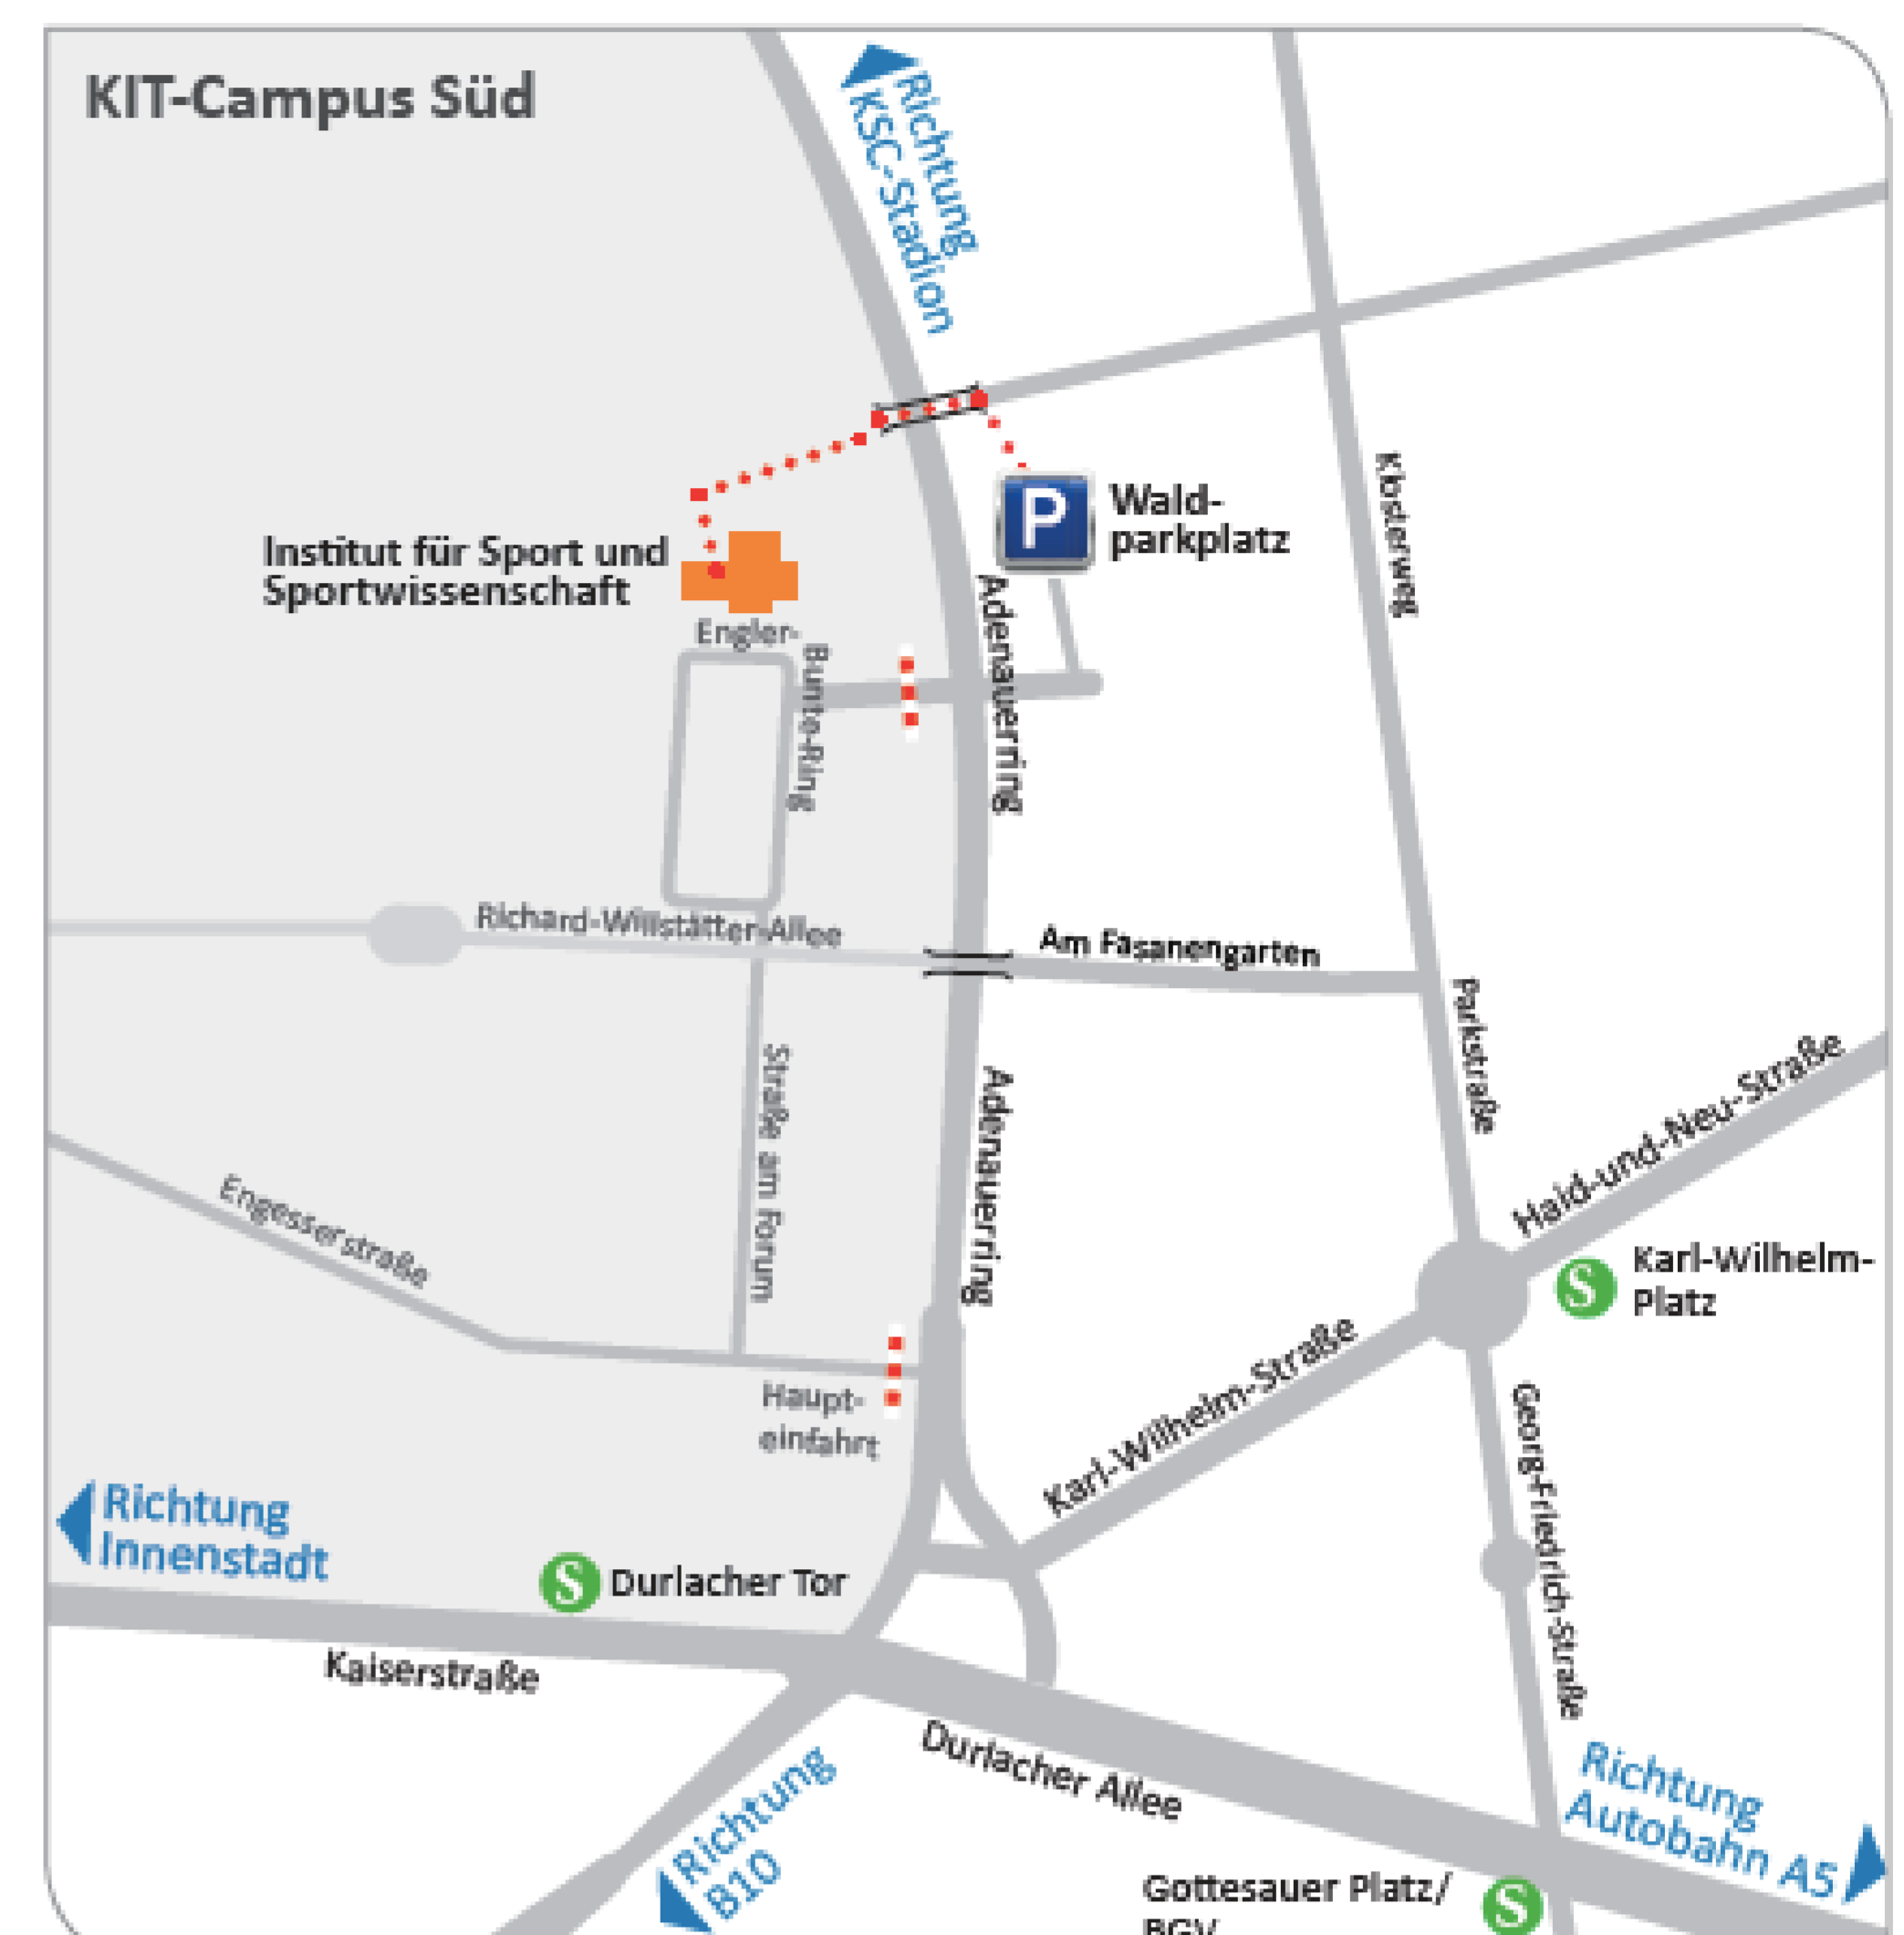 KIT-Campus Süd
Richtung
KSC-Stadion
Kosterweg
P
Wald-
parkplatz
Institut für Sport und
Sportwissenschaft
Engler-
Bunte-Ring
Adenauerring
Richard-Willstätter-Allee
Am Fasanengarten
Parkstraße
Haid-und-Neu-Straße
Straße am Forum
Adenauerring
Engesserstraße
S
Karl-Wilhelm-
Platz
Karl-Wilhelm-Straße
Haupt-
einfahrt
Georg-Friedrich-Straße
Richtung
Innenstadt
S
Durlacher Tor
Kaiserstraße
Durlacher Allee
Richtung
B10
Richtung
Autobahn A5
Gottesauer Platz/
BGV
S